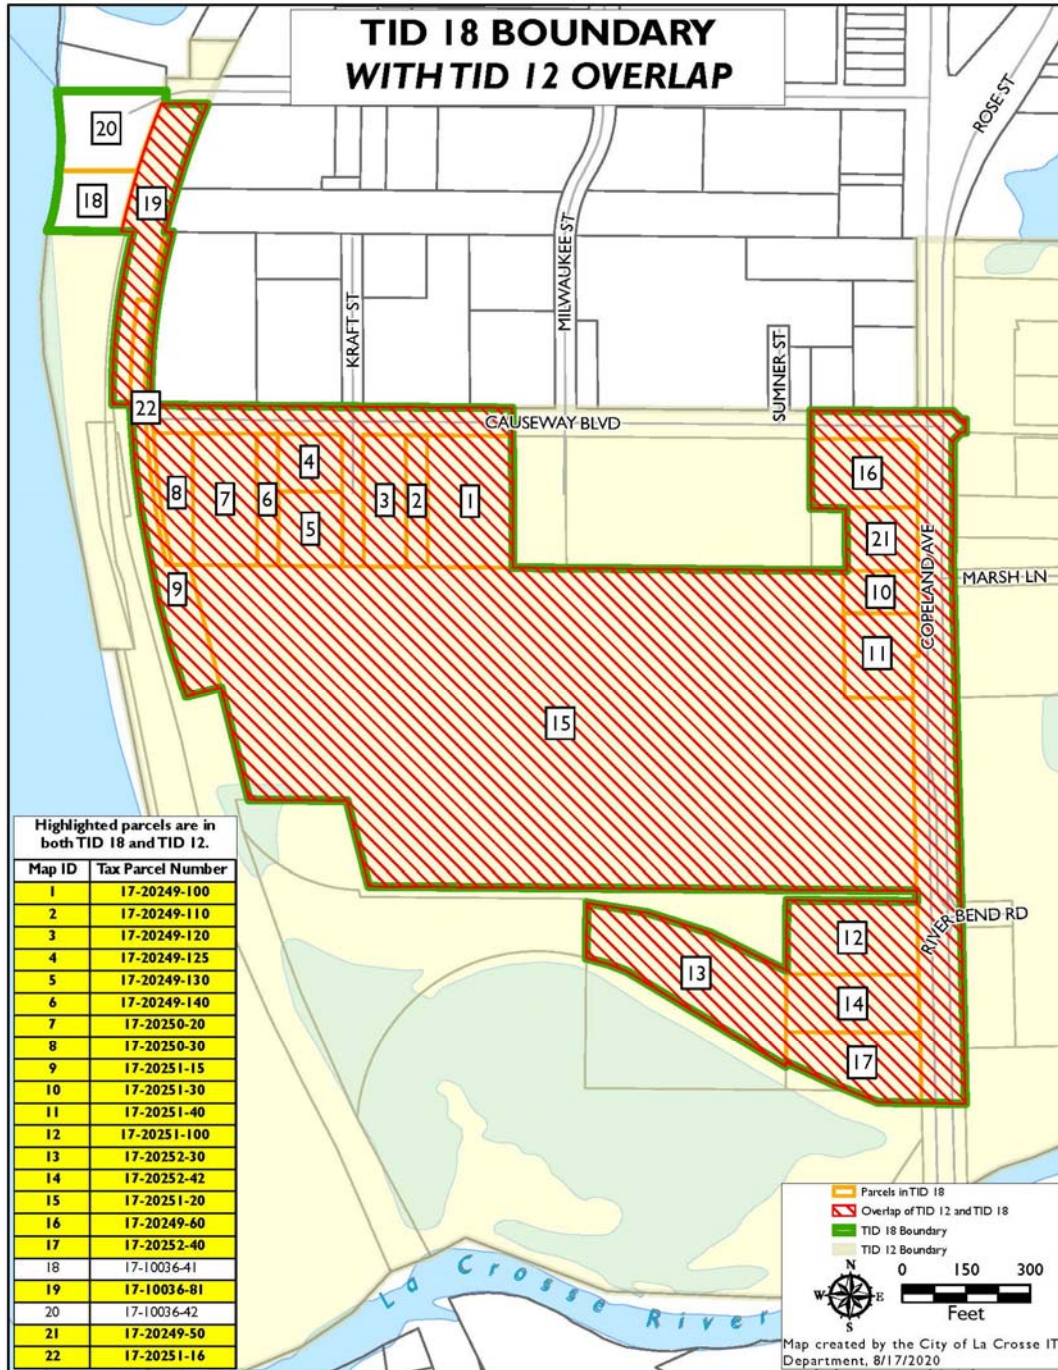 TID 18 BOUNDARY
WITH TID 12 OVERLAP
ROSE ST
20
18
19
MILWAUKEE ST
KRAFT ST
SUMNER ST
22
CAUSEWAY BLVD
4
16
8
7
6
3
2
1
5
21
COPELAND AVE
MARSH LN
9
10
11
15
RIVER BEND RD
12
13
14
17
Highlighted parcels are in
both TID 18 and TID 12.
Map ID Tax Parcel Number
1 17-20249-100
2 17-20249-110
3 17-20249-120
4 17-20249-125
5 17-20249-130
6 17-20249-140
7 17-20250-20
8 17-20250-30
9 17-20251-15
10 17-20251-30
11 17-20251-40
12 17-20251-100
13 17-20252-30
14 17-20252-42
15 17-20251-20
16 17-20249-60
17 17-20252-40
18 17-10036-41
19 17-10036-81
20 17-10036-42
21 17-20249-50
22 17-20251-16
La Crosse River
Parcels in TID 18
Overlap of TID 12 and TID 18
TID 18 Boundary
TID 12 Boundary
N
W E
S
0 150 300
Feet
Map created by the City of La Crosse IT
Department, 8/17/2020